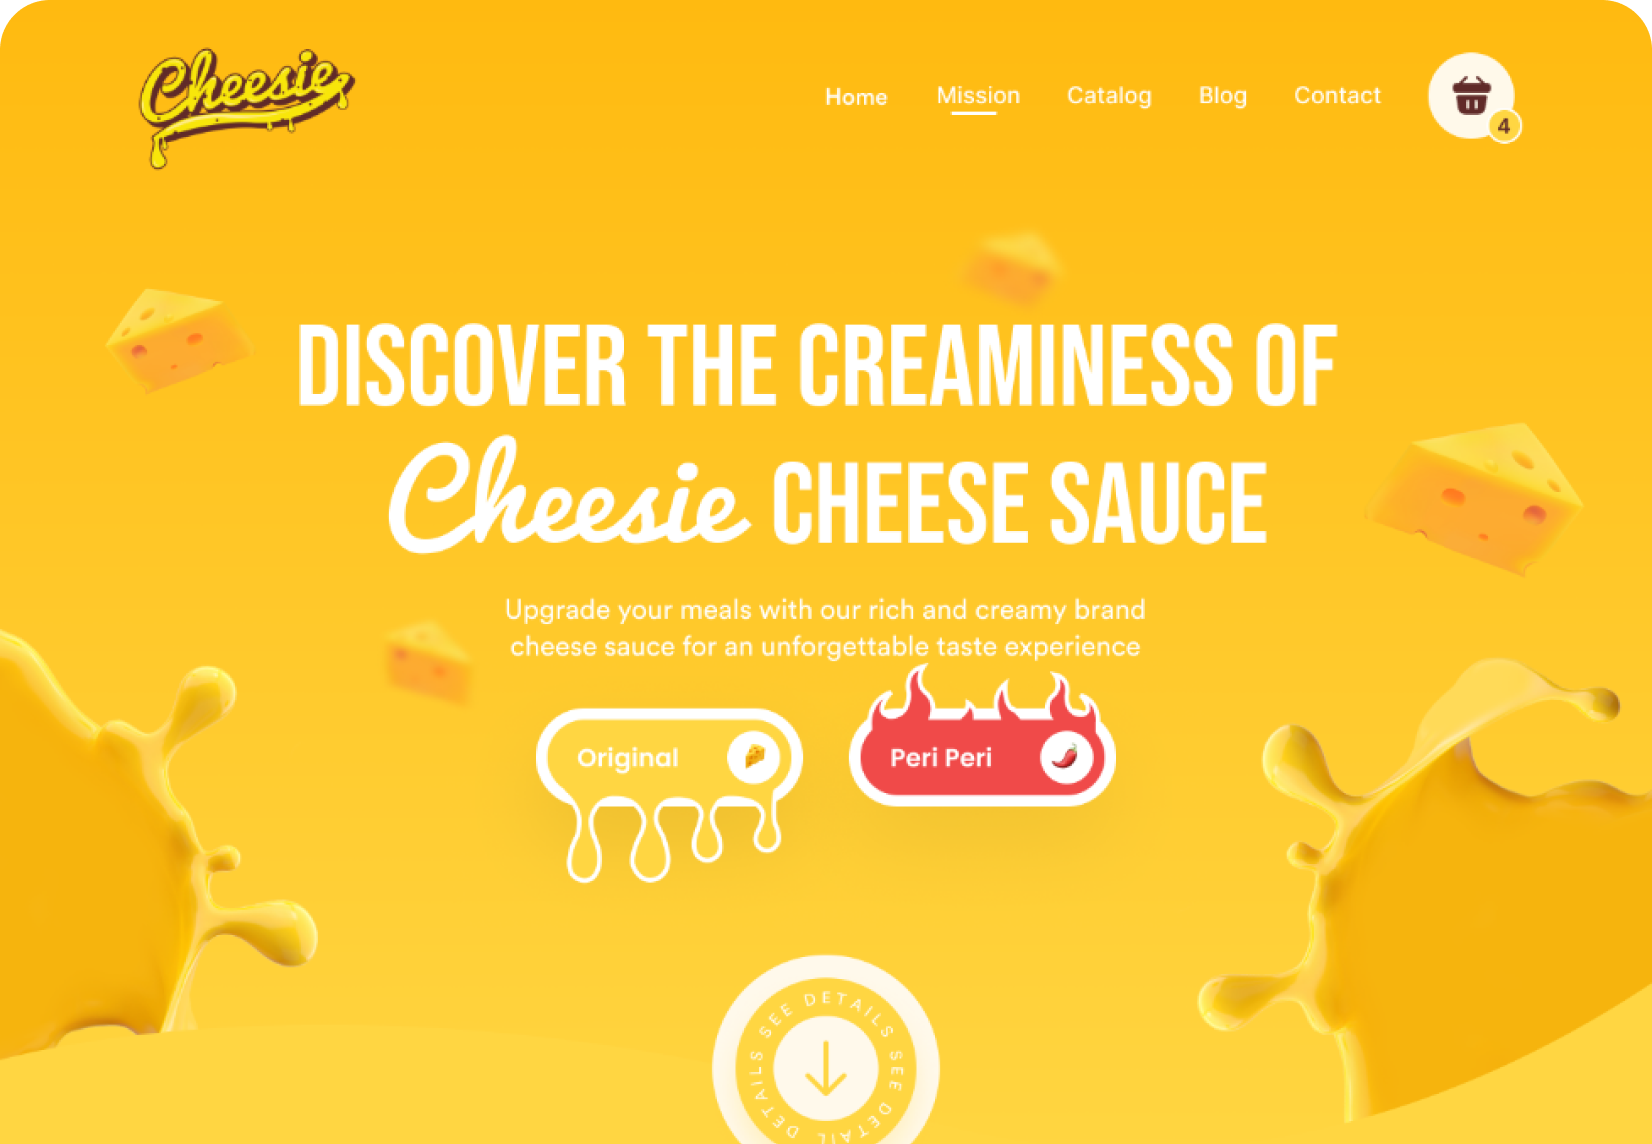 Cheesie
Home Mission Catalog Blog Contact
4
DISCOVER THE CREAMINESS OF
Cheesie CHEESE SAUCE
Upgrade your meals with our rich and creamy brand
cheese sauce for an unforgettable taste experience
Original
Peri Peri
SEE DETAILS SEE DETAIL DETAILS